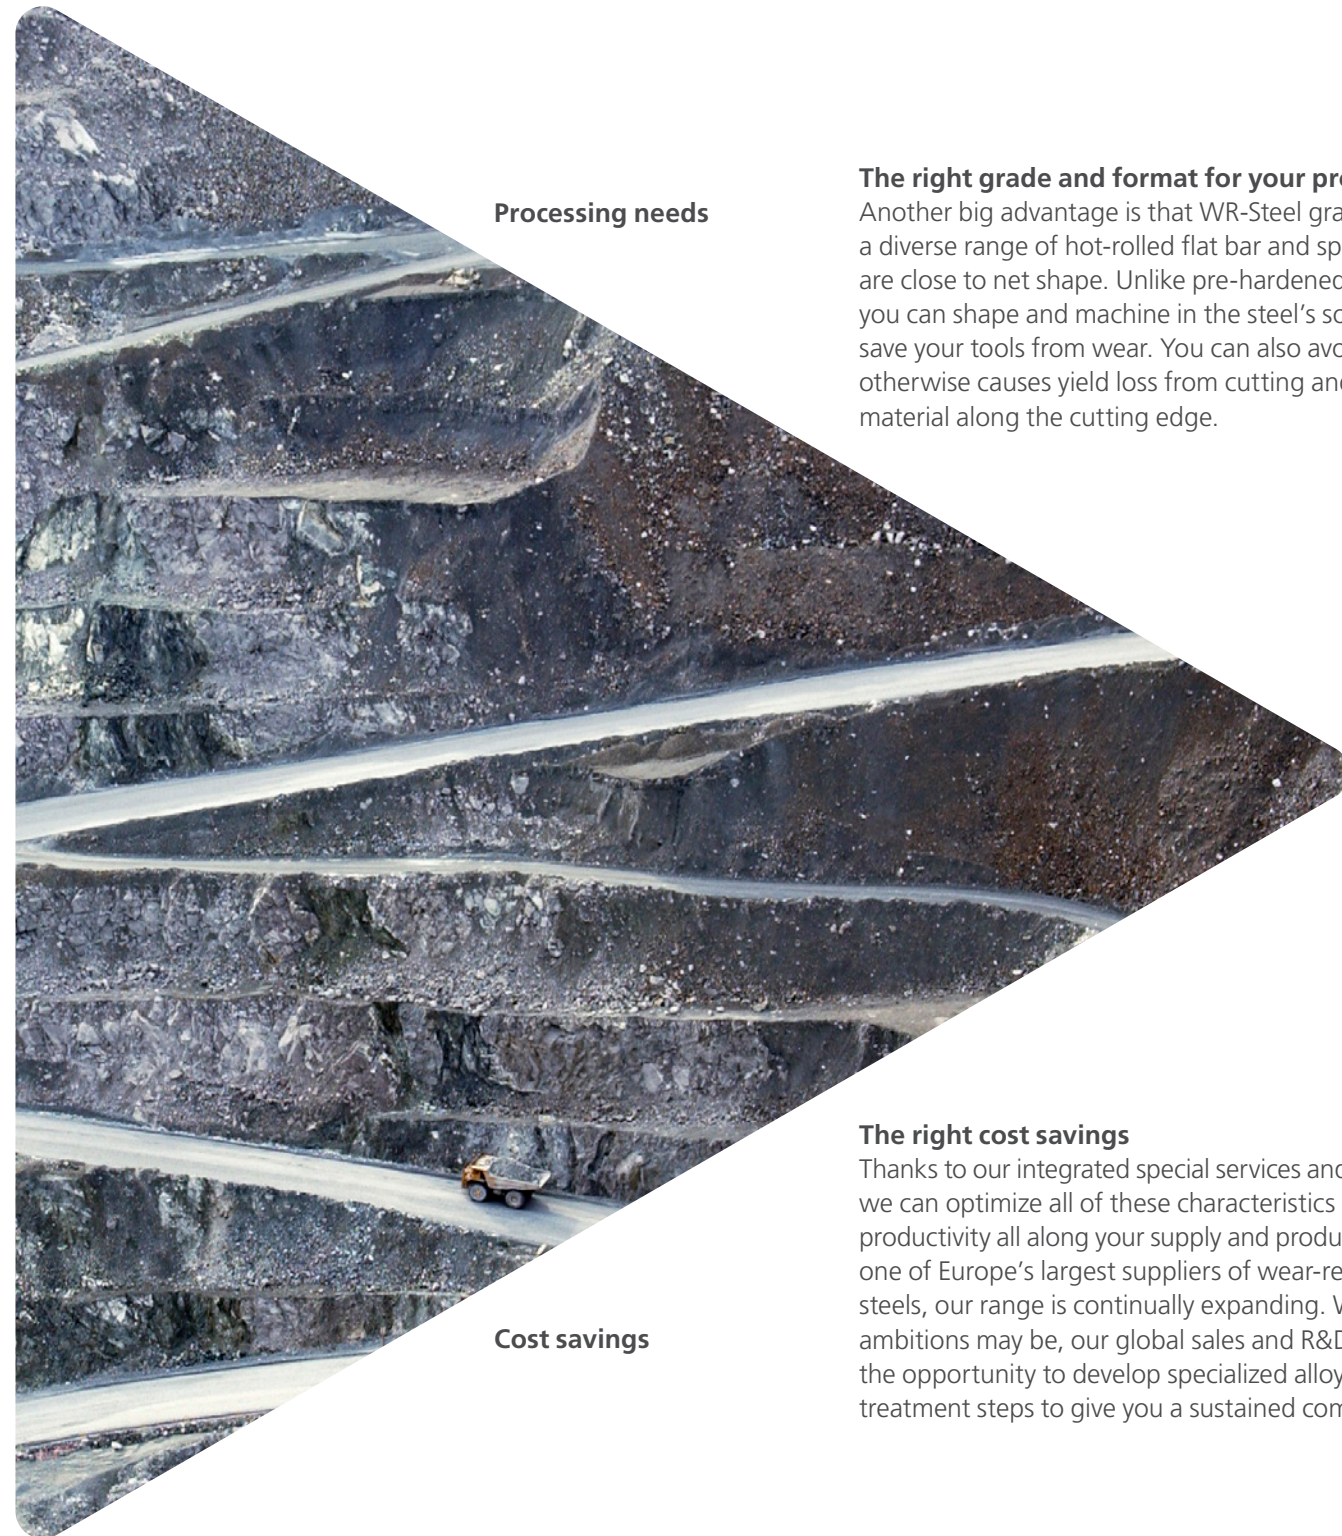 Processing needs
The right grade and format for your pro
Another big advantage is that WR-Steel gra
a diverse range of hot-rolled flat bar and sp
are close to net shape. Unlike pre-hardened
you can shape and machine in the steel’s so
save your tools from wear. You can also avo
otherwise causes yield loss from cutting and
material along the cutting edge.
Cost savings
The right cost savings
Thanks to our integrated special services and
we can optimize all of these characteristics
productivity all along your supply and produ
one of Europe’s largest suppliers of wear-re
steels, our range is continually expanding. W
ambitions may be, our global sales and R&D
the opportunity to develop specialized alloy
treatment steps to give you a sustained com